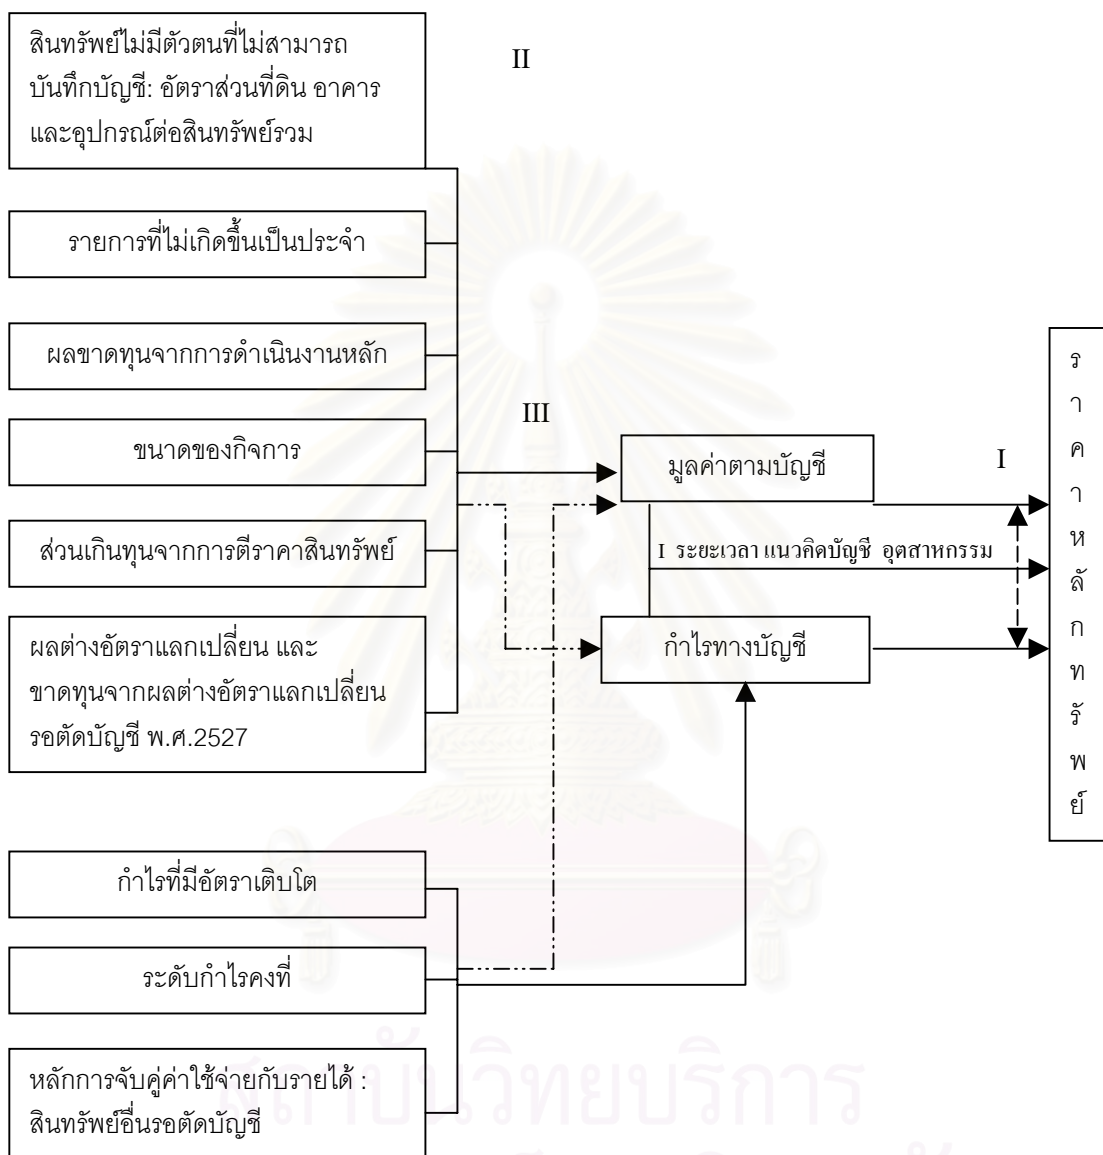 สินทรัพย์ไม่มีตัวตนที่ไม่สามารถ
บันทึกบัญชี: อัตราส่วนที่ดิน อาคาร
และอุปกรณ์ต่อสินทรัพย์รวม
II
รายการที่ไม่เกิดขึ้นเป็นประจำ
ผลขาดทุนจากการดำเนินงานหลัก
ขนาดของกิจการ
III
มูลค่าตามบัญชี
I
ส่วนเกินทุนจากการตีราคาสินทรัพย์
I ระยะเวลา แนวคิดบัญชี อุตสาหกรรม
ผลต่างอัตราแลกเปลี่ยน และ
ขาดทุนจากผลต่างอัตราแลกเปลี่ยน
รอตัดบัญชี พ.ศ.2527
กำไรทางบัญชี
ราคาหลักทรัพย์
กำไรที่มีอัตราเติบโต
ระดับกำไรคงที่
หลักการจับคู่ค่าใช้จ่ายกับรายได้ :
สินทรัพย์อื่นรอตัดบัญชี
สถาบันวิทยบริการ